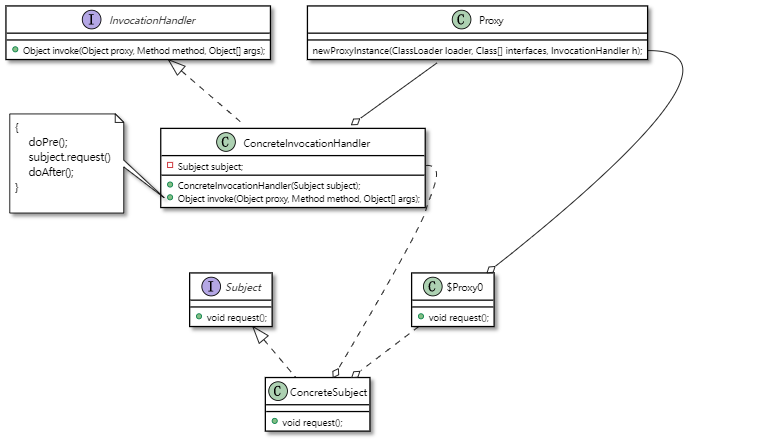 I InvocationHandler
Object invoke(Object proxy, Method method, Object[] args);
C Proxy
newProxyInstance(ClassLoader loader, Class[] interfaces, InvocationHandler h);
{
doPre();
subject.request()
doAfter();
}
C ConcreteInvocationHandler
Subject subject;
ConcreteInvocationHandler(Subject subject);
Object invoke(Object proxy, Method method, Object[] args);
I Subject
void request();
C $Proxy0
void request();
C ConcreteSubject
void request();